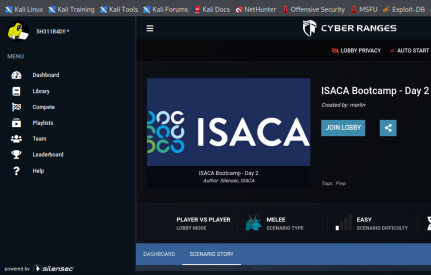 Kali Linux Kali Training Kali Tools Kali Forums Kali Docs NetHunter Offensive Security MSFU Exploit-DB
SH311R4D!! *
CYBER RANGES
LOBBY PRIVACY
AUTO START
MENU
Dashboard
Library
Compete
Playlists
Team
Leaderboard
Help
ISACA
ISACA Bootcamp - Day 2
Author: Silensec, ISACA
ISACA Bootcamp - Day 2
Created by: merlin
JOIN LOBBY
Tags: Prep
PLAYER VS PLAYER
LOBBY MODE
MELEE
SCENARIO TYPE
EASY
SCENARIO DIFFICULTY
DASHBOARD SCENARIO STORY
powered by silensec